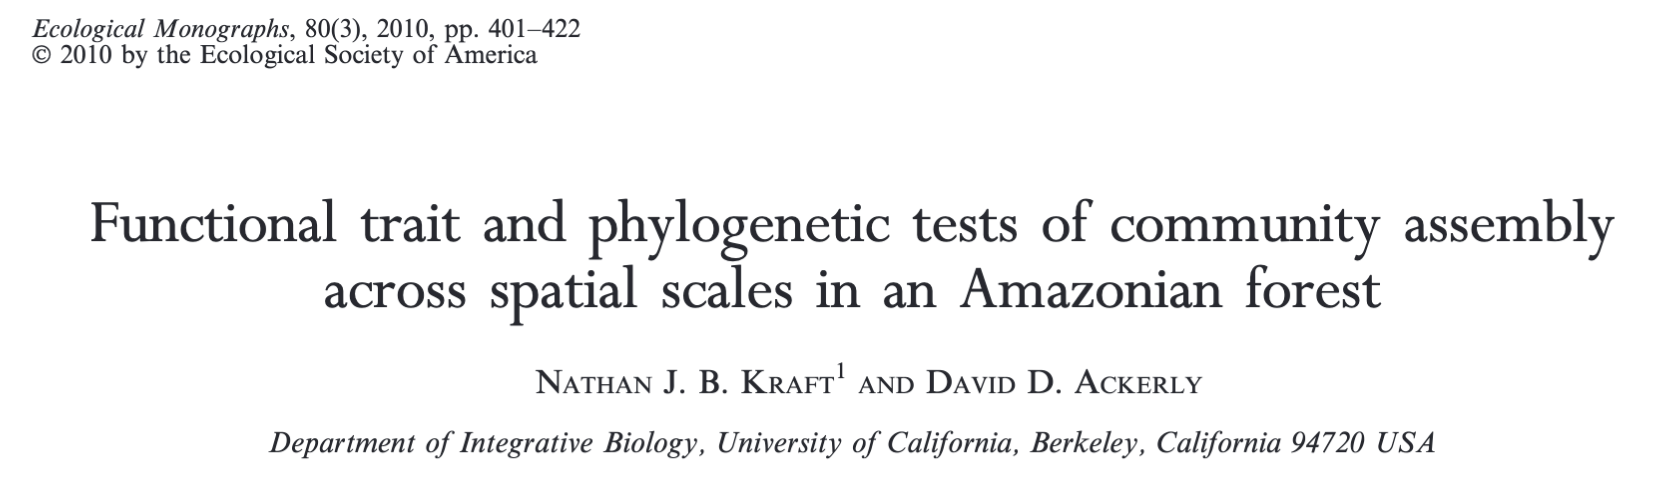 Ecological Monographs, 80(3), 2010, pp. 401–422
© 2010 by the Ecological Society of America
Functional trait and phylogenetic tests of community assembly
across spatial scales in an Amazonian forest
NATHAN J. B. KRAFT¹ AND DAVID D. ACKERLY
Department of Integrative Biology, University of California, Berkeley, California 94720 USA